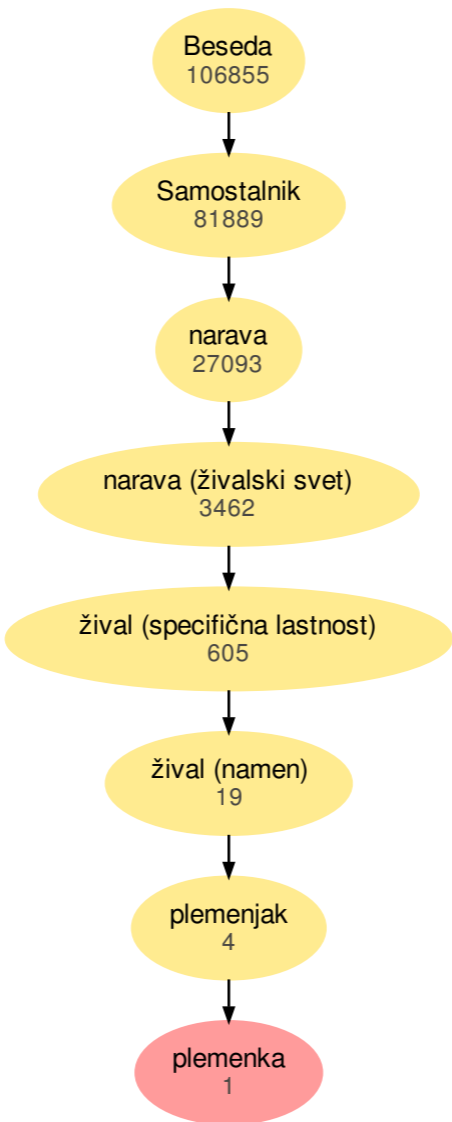 Beseda
106855
Samostalnik
81889
narava
27093
narava (živalski svet)
3462
žival (specifična lastnost)
605
žival (namen)
19
plemenjak
4
plemenka
1